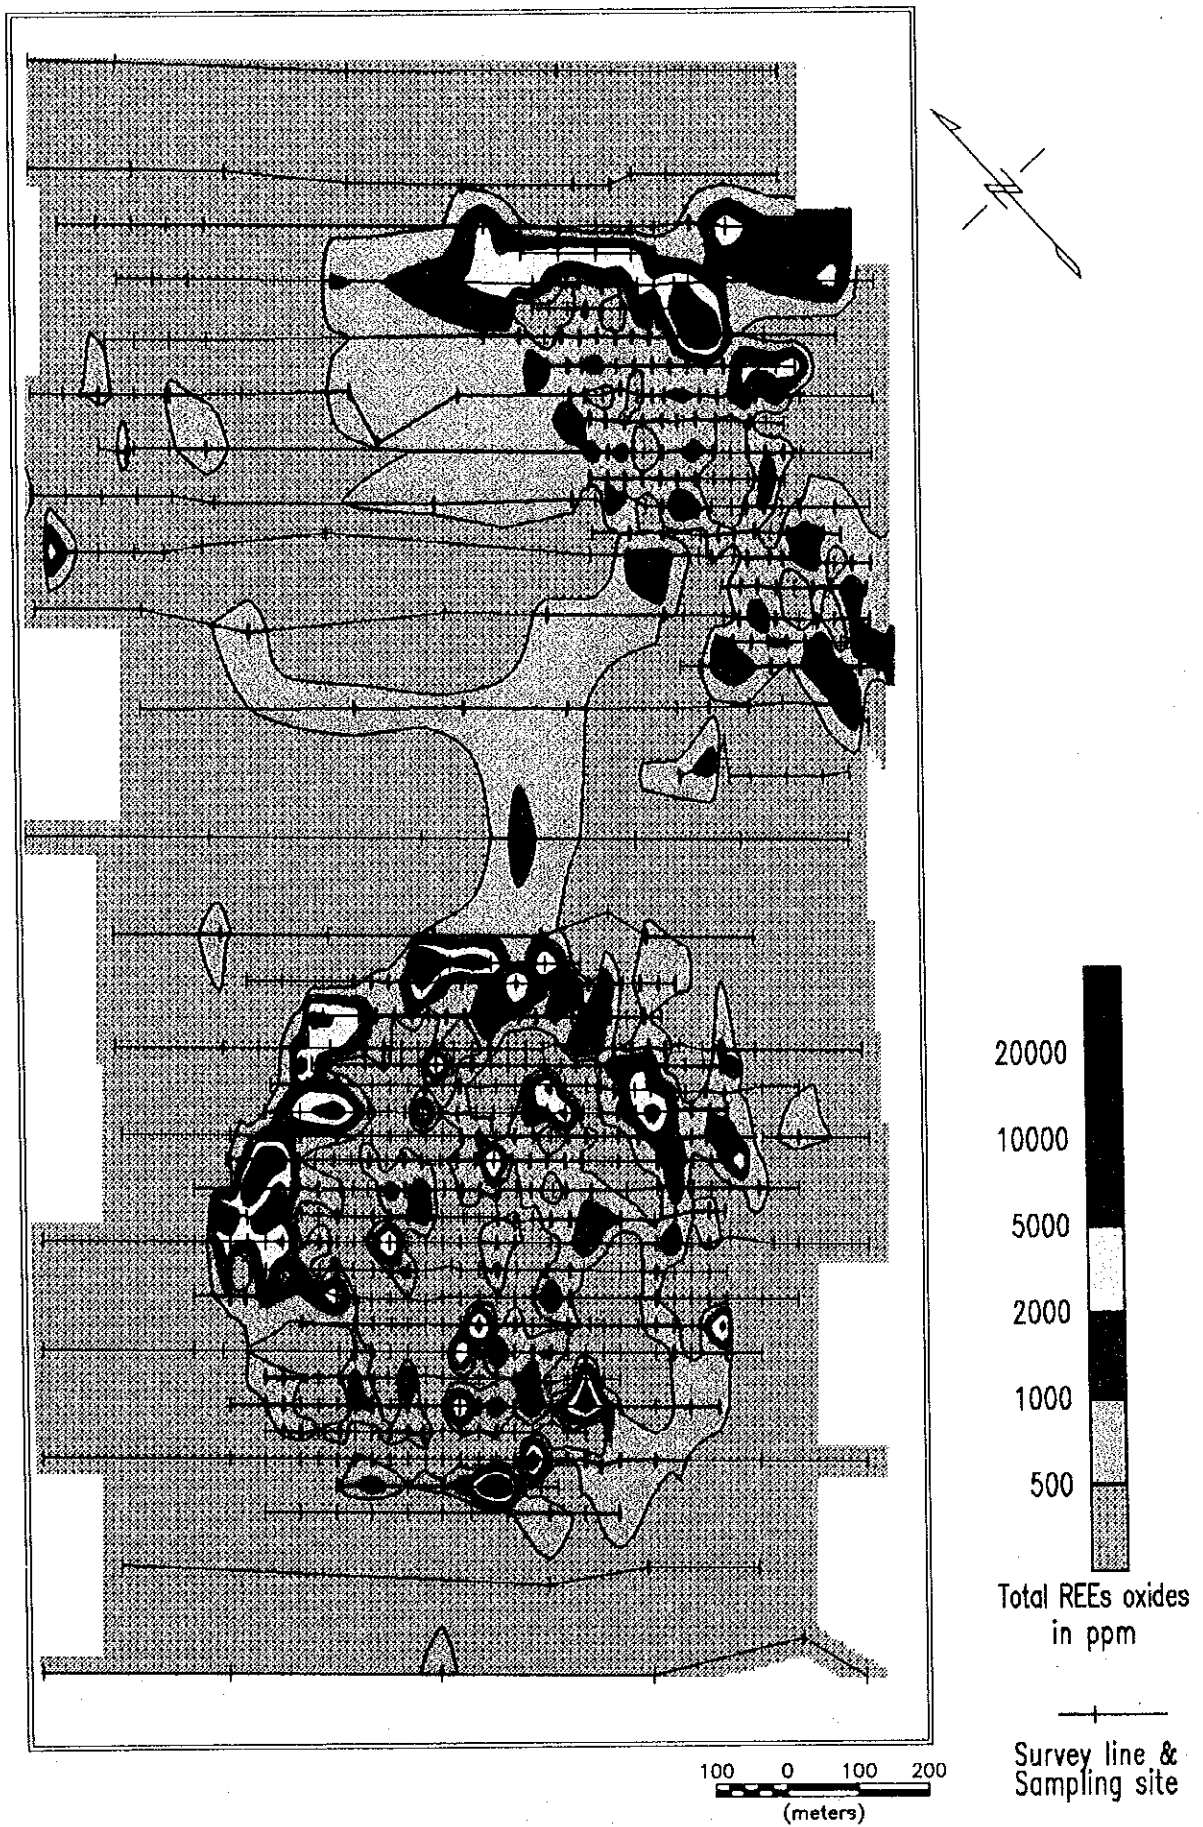 20000
10000
5000
2000
1000
500
Total REEs oxides
in ppm
Survey line &
Sampling site
100 0 100 200
(meters)